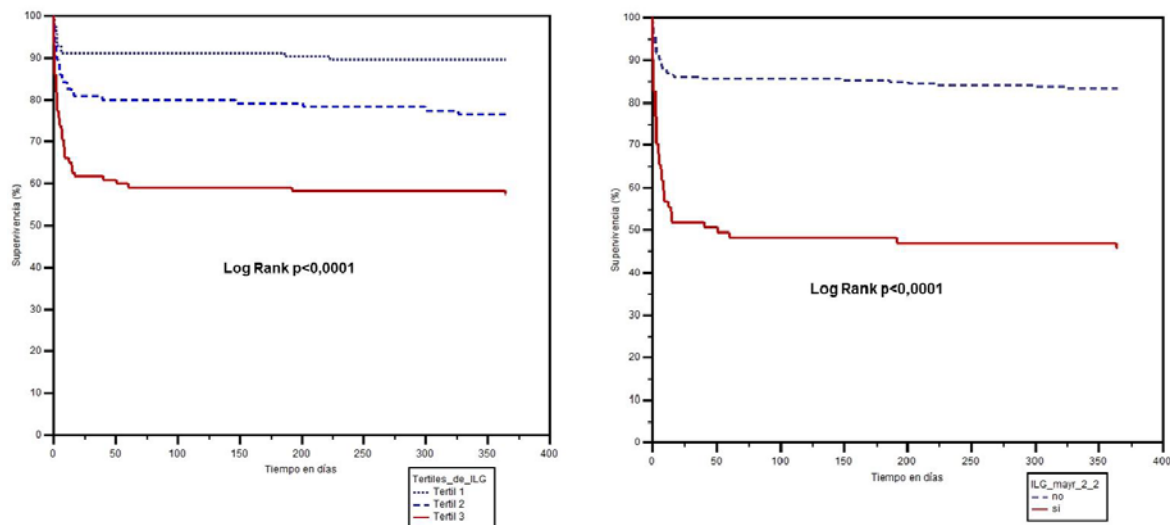 100
90
80
70
60
50
40
30
20
10
0
Supervivencia (%)
Log Rank p<0,0001
0 50 100 150 200 250 300 350 400
Tiempo en días
Tertiles_de_ILG
Tertil 1
Tertil 2
Tertil 3
100
90
80
70
60
50
40
30
20
10
0
Supervivencia (%)
Log Rank p<0,0001
0 50 100 150 200 250 300 350 400
Tiempo en días
ILG_mayr_2_2
no
si